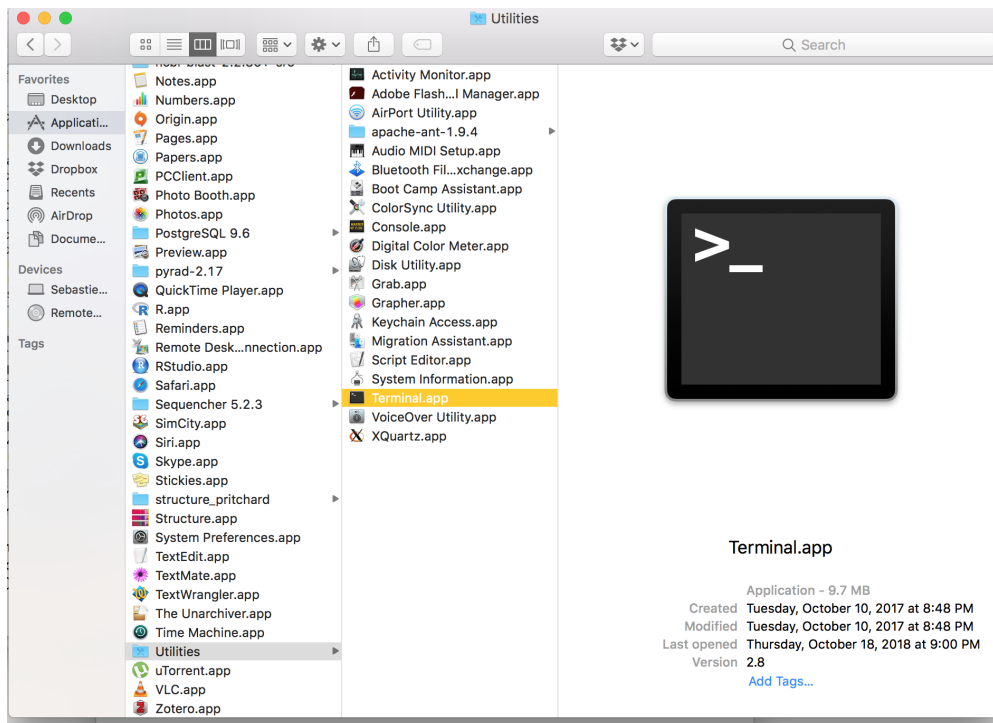 Utilities
Search
Favorites
Desktop
Applicati...
Downloads
Dropbox
Recents
AirDrop
Docume...
Devices
Sebastie...
Remote...
Tags
Notes.app
Numbers.app
Origin.app
Pages.app
Papers.app
PCClient.app
Photo Booth.app
Photos.app
PostgreSQL 9.6
Preview.app
pyrad-2.17
QuickTime Player.app
R.app
Reminders.app
Remote Desk...nnection.app
RStudio.app
Safari.app
Sequencher 5.2.3
SimCity.app
Siri.app
Skype.app
Stickies.app
structure_pritchard
Structure.app
System Preferences.app
TextEdit.app
TextMate.app
TextWrangler.app
The Unarchiver.app
Time Machine.app
Utilities
uTorrent.app
VLC.app
Zotero.app
Activity Monitor.app
Adobe Flash...l Manager.app
AirPort Utility.app
apache-ant-1.9.4
Audio MIDI Setup.app
Bluetooth Fil...xchange.app
Boot Camp Assistant.app
ColorSync Utility.app
Console.app
Digital Color Meter.app
Disk Utility.app
Grab.app
Grapher.app
Keychain Access.app
Migration Assistant.app
Script Editor.app
System Information.app
Terminal.app
VoiceOver Utility.app
XQuartz.app
>_
Terminal.app
Application - 9.7 MB
Created Tuesday, October 10, 2017 at 8:48 PM
Modified Tuesday, October 10, 2017 at 8:48 PM
Last opened Thursday, October 18, 2018 at 9:00 PM
Version 2.8
Add Tags...